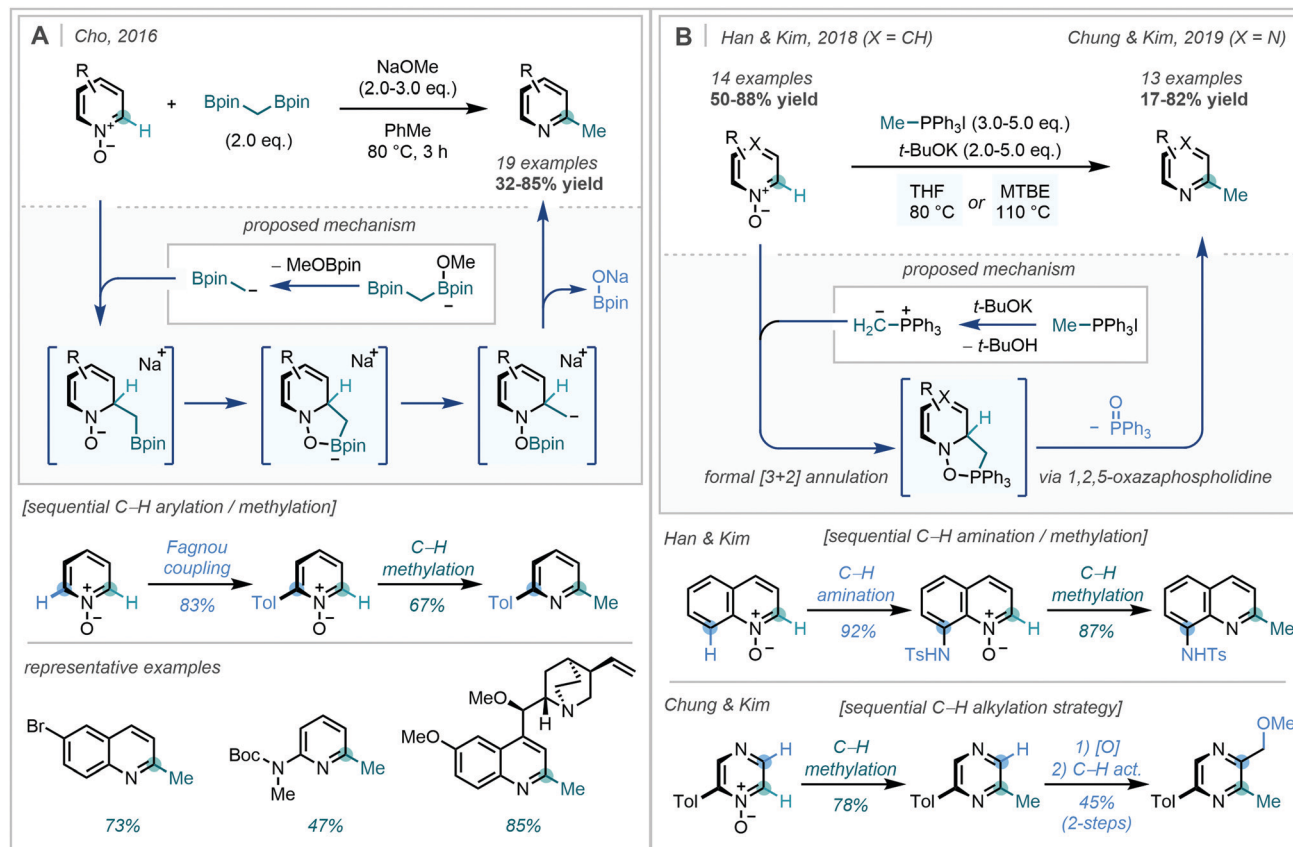 A | Cho, 2016
R
N
+
O
−
H
+
Bpin Bpin
(2.0 eq.)
NaOMe
(2.0-3.0 eq.)
PhMe
80 °C, 3 h
R
N
Me
19 examples
32-85% yield
proposed mechanism
Bpin
−
– MeOBpin
OMe
Bpin Bpin
−
ONa
Bpin
R
Na+
H
N
O−
Bpin
R
Na+
H
N
O−Bpin
−
R
Na+
H
N
−
OBpin
[sequential C–H arylation / methylation]
H
N
+
O
−
H
Fagnou
coupling
83%
Tol
N
+
O
−
H
C–H
methylation
67%
Tol
N
Me
representative examples
Br
N
Me
73%
Boc
N
Me
N
Me
47%
MeO
N
H
MeO
N
Me
85%
B | Han & Kim, 2018 (X = CH)
Chung & Kim, 2019 (X = N)
14 examples
50-88% yield
13 examples
17-82% yield
R
X
N
+
O
−
H
Me–PPh3I (3.0-5.0 eq.)
t-BuOK (2.0-5.0 eq.)
THF or MTBE
80 °C 110 °C
R
X
N
Me
proposed mechanism
− +
H2C–PPh3
t-BuOK
– t-BuOH
Me–PPh3I
R
X
H
N
O–PPh3
O
– PPh3
formal [3+2] annulation
via 1,2,5-oxazaphospholidine
Han & Kim
[sequential C–H amination / methylation]
H
N
+
O
−
H
C–H
amination
92%
TsHN
N
+
O
−
H
C–H
methylation
87%
N
Me
NHTs
Chung & Kim
[sequential C–H alkylation strategy]
N
H
Tol
N
+
H
O
−
C–H
methylation
78%
N
H
Tol
N
Me
1) [O]
2) C–H act.
45%
(2-steps)
OMe
N
Tol
N
Me